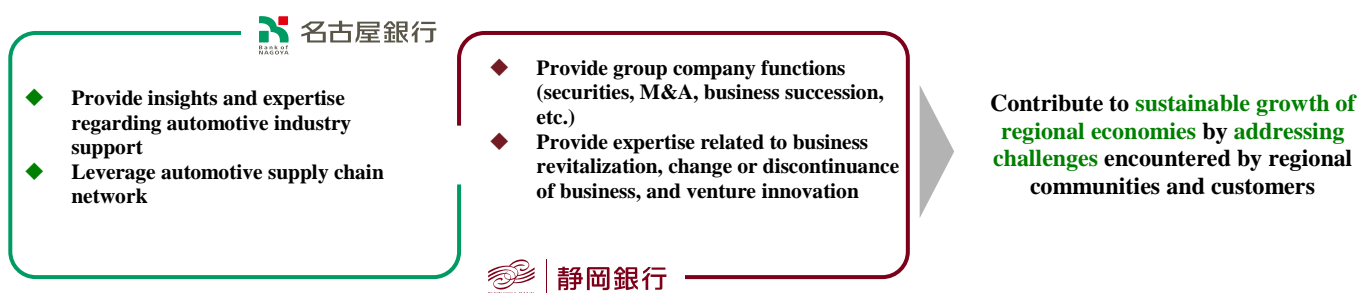 Bank of
NAGOYA
名古屋銀行
Provide insights and expertise
regarding automotive industry
support
Leverage automotive supply chain
network
Provide group company functions
(securities, M&A, business succession,
etc.)
Provide expertise related to business
revitalization, change or discontinuance
of business, and venture innovation
静岡銀行
Contribute to sustainable growth of
regional economies by addressing
challenges encountered by regional
communities and customers